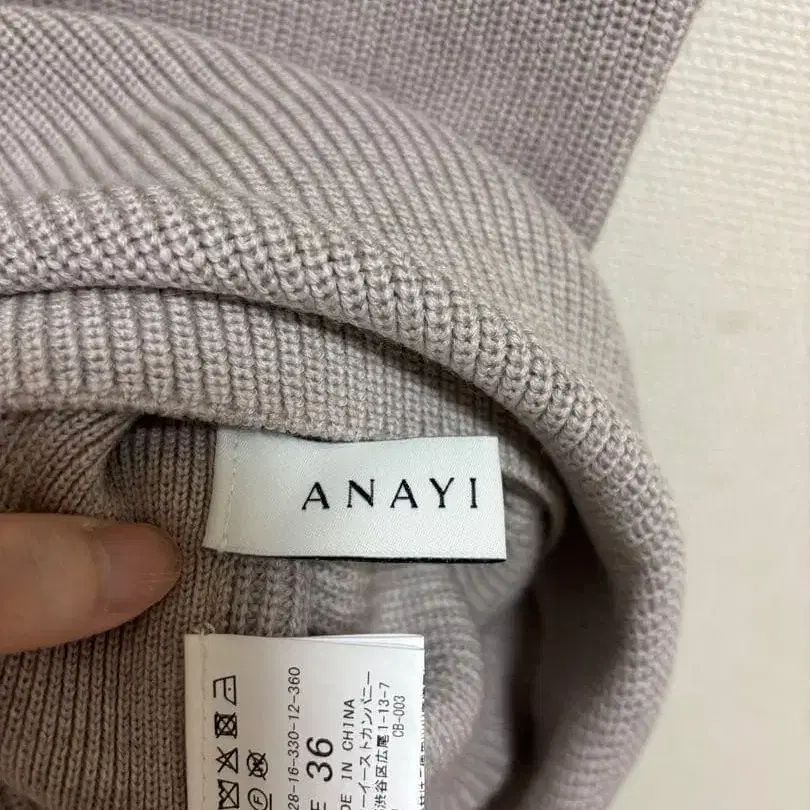 ANAYI
28-16-330-12-360
36
DE IN CHINA
ーイーストカンパニー
渋谷区広尾1-13-7
CB-003